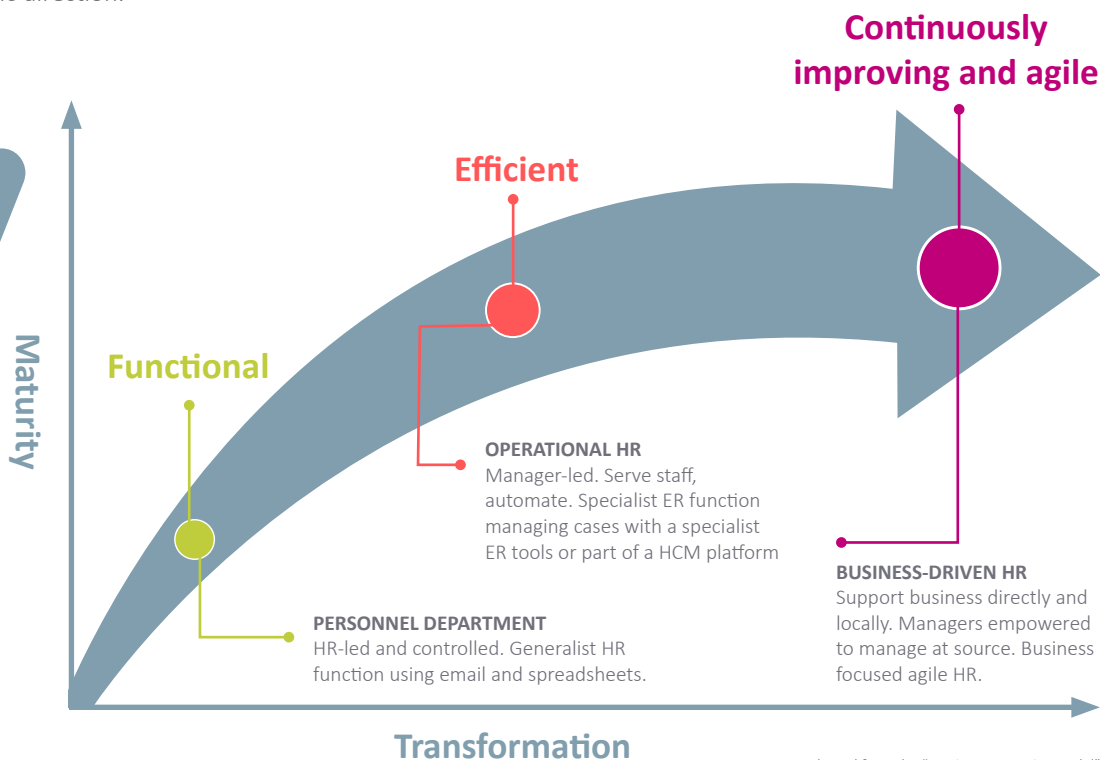 direction.
Continuously
improving and agile
Efficient
Functional
Maturity
OPERATIONAL HR
Manager-led. Serve staff,
automate. Specialist ER function
managing cases with a specialist
ER tools or part of a HCM platform
BUSINESS-DRIVEN HR
Support business directly and
locally. Managers empowered
to manage at source. Business
focused agile HR.
PERSONNEL DEPARTMENT
HR-led and controlled. Generalist HR
function using email and spreadsheets.
Transformation